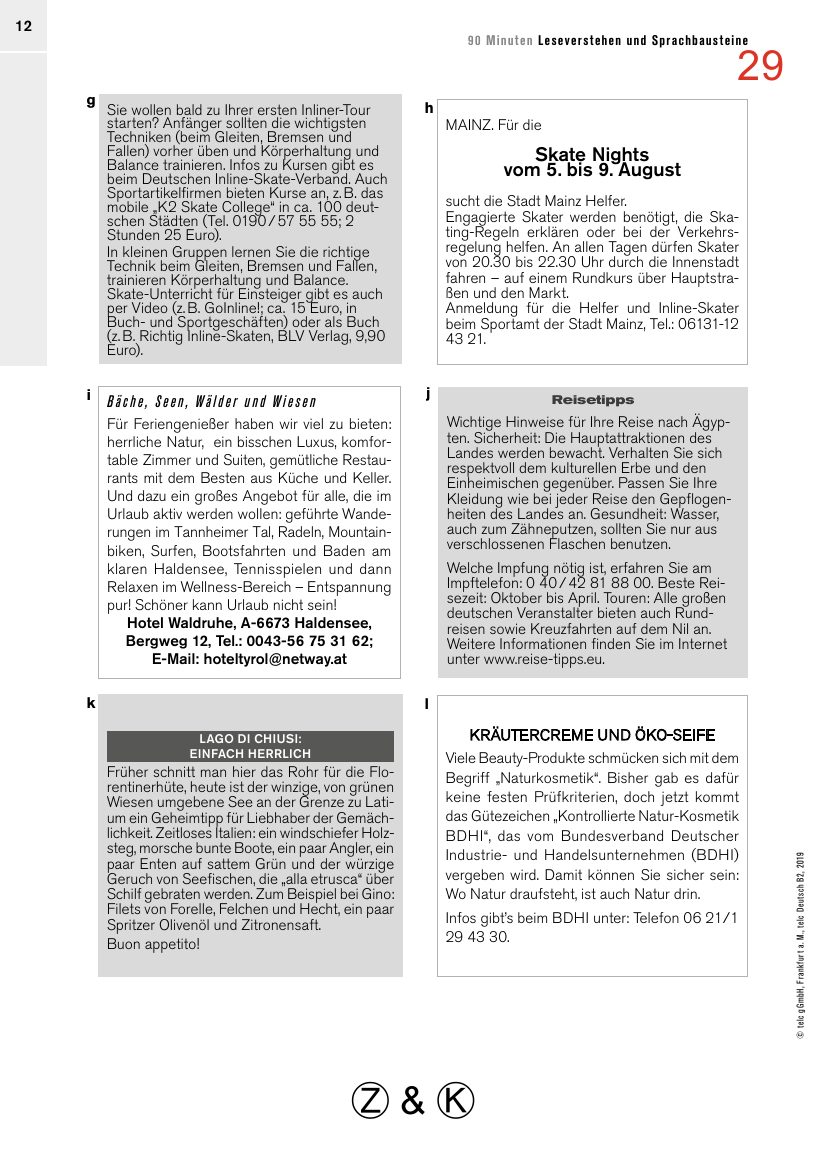 12
90 Minuten Leseverstehen und Sprachbausteine
29
g
Sie wollen bald zu Ihrer ersten Inliner-Tour
starten? Anfänger sollten die wichtigsten
Techniken (beim Gleiten, Bremsen und
Fallen) vorher üben und Körperhaltung und
Balance trainieren. Infos zu Kursen gibt es
beim Deutschen Inline-Skate-Verband. Auch
Sportartikelfirmen bieten Kurse an, z. B. das
mobile „K2 Skate College“ in ca. 100 deut-
schen Städten (Tel. 0190 / 57 55 55; 2
Stunden 25 Euro).
In kleinen Gruppen lernen Sie die richtige
Technik beim Gleiten, Bremsen und Fallen,
trainieren Körperhaltung und Balance.
Skate-Unterricht für Einsteiger gibt es auch
per Video (z. B. GoInline!; ca. 15 Euro, in
Buch- und Sportgeschäften) oder als Buch
(z. B. Richtig Inline-Skaten, BLV Verlag, 9,90
Euro).
h
MAINZ. Für die
Skate Nights
vom 5. bis 9. August
sucht die Stadt Mainz Helfer.
Engagierte Skater werden benötigt, die Ska-
ting-Regeln erklären oder bei der Verkehrs-
regelung helfen. An allen Tagen dürfen Skater
von 20.30 bis 22.30 Uhr durch die Innenstadt
fahren – auf einem Rundkurs über Hauptstra-
ßen und den Markt.
Anmeldung für die Helfer und Inline-Skater
beim Sportamt der Stadt Mainz, Tel.: 06131-12
43 21.
i
Bäche, Seen, Wälder und Wiesen
Für Feriengenießer haben wir viel zu bieten:
herrliche Natur, ein bisschen Luxus, komfor-
table Zimmer und Suiten, gemütliche Restau-
rants mit dem Besten aus Küche und Keller.
Und dazu ein großes Angebot für alle, die im
Urlaub aktiv werden wollen: geführte Wande-
rungen im Tannheimer Tal, Radeln, Mountain-
biken, Surfen, Bootsfahrten und Baden am
klaren Haldensee, Tennisspielen und dann
Relaxen im Wellness-Bereich – Entspannung
pur! Schöner kann Urlaub nicht sein!
Hotel Waldruhe, A-6673 Haldensee,
Bergweg 12, Tel.: 0043-56 75 31 62;
E-Mail: hoteltyrol@netway.at
j
Reisetipps
Wichtige Hinweise für Ihre Reise nach Ägyp-
ten. Sicherheit: Die Hauptattraktionen des
Landes werden bewacht. Verhalten Sie sich
respektvoll dem kulturellen Erbe und den
Einheimischen gegenüber. Passen Sie Ihre
Kleidung wie bei jeder Reise den Gepflogen-
heiten des Landes an. Gesundheit: Wasser,
auch zum Zähneputzen, sollten Sie nur aus
verschlossenen Flaschen benutzen.
Welche Impfung nötig ist, erfahren Sie am
Impftelefon: 0 40 / 42 81 88 00. Beste Rei-
sezeit: Oktober bis April. Touren: Alle großen
deutschen Veranstalter bieten auch Rund-
reisen sowie Kreuzfahrten auf dem Nil an.
Weitere Informationen finden Sie im Internet
unter www.reise-tipps.eu.
k
LAGO DI CHIUSI:
EINFACH HERRLICH
Früher schnitt man hier das Rohr für die Flo-
rentinerhüte, heute ist der winzige, von grünen
Wiesen umgebene See an der Grenze zu Lati-
um ein Geheimtipp für Liebhaber der Gemäch-
lichkeit. Zeitloses Italien: ein windschiefer Holz-
steg, morsche bunte Boote, ein paar Angler, ein
paar Enten auf sattem Grün und der würzige
Geruch von Seefischen, die „alla etrusca“ über
Schilf gebraten werden. Zum Beispiel bei Gino:
Filets von Forelle, Felchen und Hecht, ein paar
Spritzer Olivenöl und Zitronensaft.
Buon appetito!
l
KRÄUTERCREME UND ÖKO-SEIFE
Viele Beauty-Produkte schmücken sich mit dem
Begriff „Naturkosmetik“. Bisher gab es dafür
keine festen Prüfkriterien, doch jetzt kommt
das Gütezeichen „Kontrollierte Natur-Kosmetik
BDHI“, das vom Bundesverband Deutscher
Industrie- und Handelsunternehmen (BDHI)
vergeben wird. Damit können Sie sicher sein:
Wo Natur draufsteht, ist auch Natur drin.
Infos gibt’s beim BDHI unter: Telefon 06 21/1
29 43 30.
© telc gGmbH, Frankfurt a. M., telc Deutsch B2, 2019
Z & K